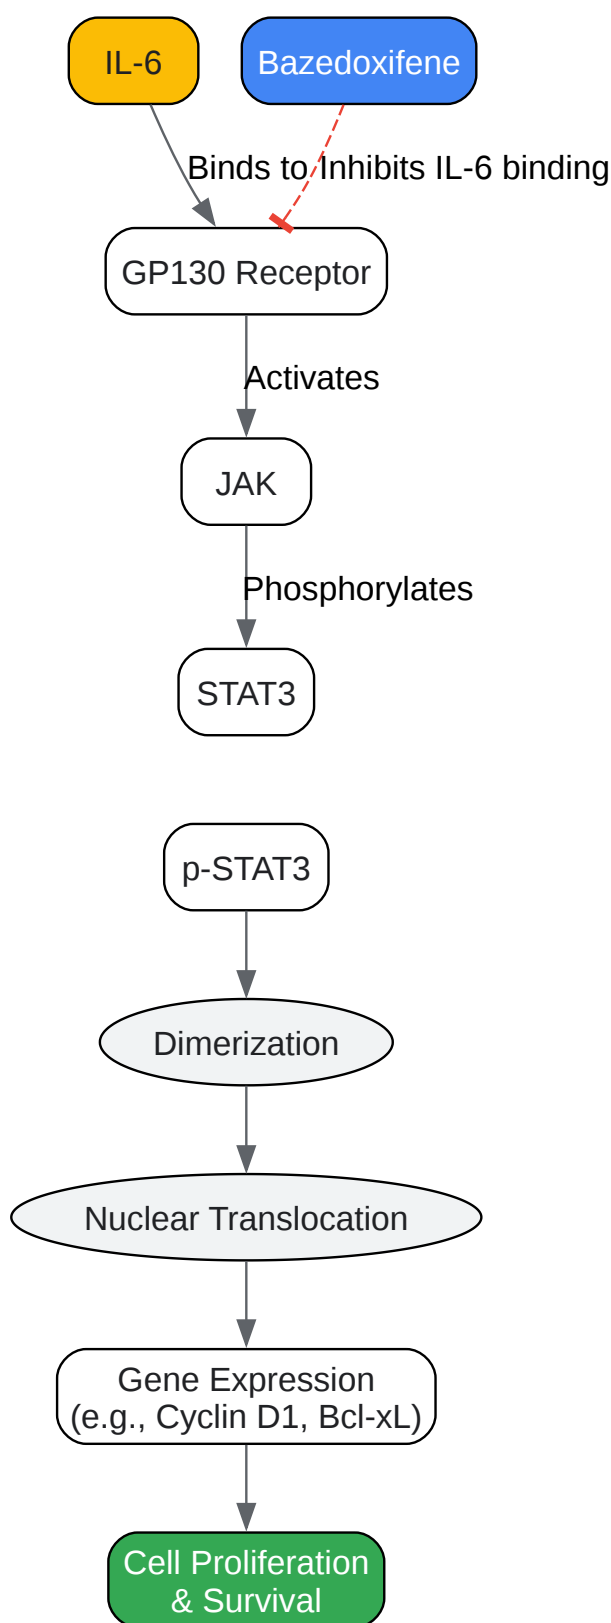 IL-6
Bazedoxifene
Binds to
Inhibits IL-6 binding
GP130 Receptor
Activates
JAK
Phosphorylates
STAT3
p-STAT3
Dimerization
Nuclear Translocation
Gene Expression
(e.g., Cyclin D1, Bcl-xL)
Cell Proliferation
& Survival